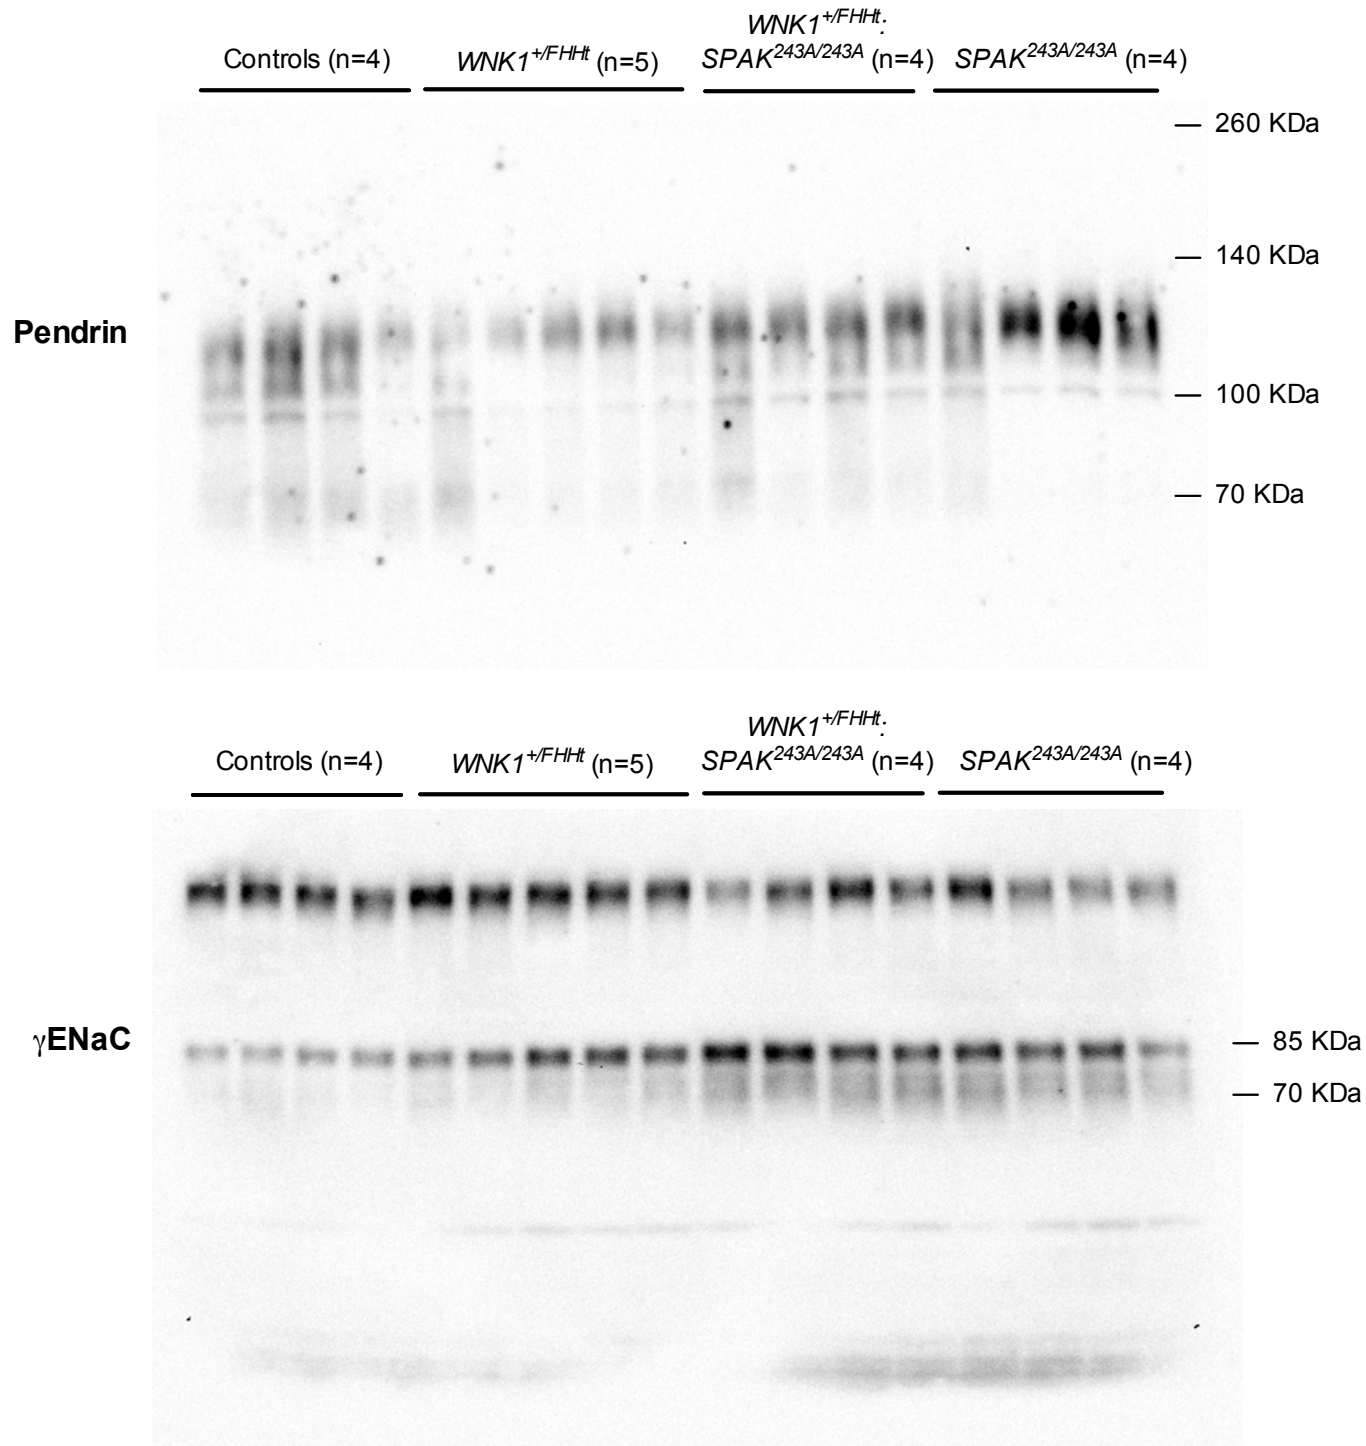 WNK1+/FHHt:
Controls (n=4) WNK1+/FHHt (n=5) SPAK243A/243A (n=4) SPAK243A/243A (n=4)
260 KDa
140 KDa
Pendrin
100 KDa
70 KDa
WNK1+/FHHt:
Controls (n=4) WNK1+/FHHt (n=5) SPAK243A/243A (n=4) SPAK243A/243A (n=4)
γENaC
85 KDa
70 KDa